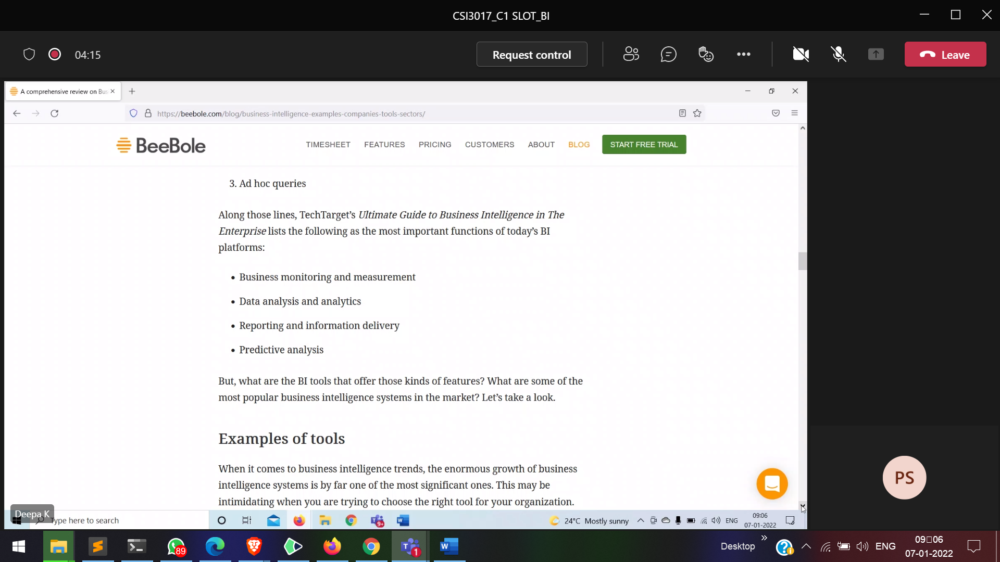 CSI3017_C1 SLOT_BI
04:15
Request control
Leave
A comprehensive review on Bus
https://beebole.com/blog/business-intelligence-examples-companies-tools-sectors/
BeeBole
TIMESHEET FEATURES PRICING CUSTOMERS ABOUT BLOG START FREE TRIAL
3. Ad hoc queries
Along those lines, TechTarget's Ultimate Guide to Business Intelligence in The
Enterprise lists the following as the most important functions of today's BI
platforms:
• Business monitoring and measurement
• Data analysis and analytics
• Reporting and information delivery
• Predictive analysis
But, what are the BI tools that offer those kinds of features? What are some of the
most popular business intelligence systems in the market? Let's take a look.
Examples of tools
When it comes to business intelligence trends, the enormous growth of business
intelligence systems is by far one of the most significant ones. This may be
intimidating when you are trying to choose the right tool for your organization.
PS
Deepa K
Type here to search
9+
24°C Mostly sunny
ENG
09:06
07-01-2022
89
1
Desktop
ENG
09▯06
07-01-2022